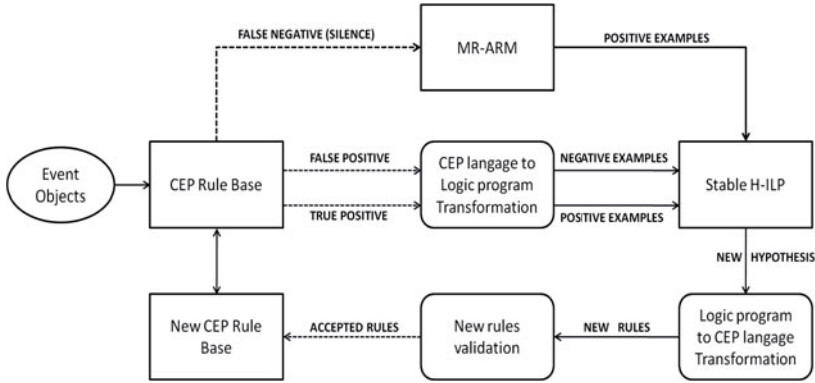 FALSE NEGATIVE (SILENCE)
MR-ARM
POSITIVE EXAMPLES
Event
Objects
CEP Rule Base
FALSE POSITIVE
TRUE POSITIVE
CEP langage to
Logic program
Transformation
NEGATIVE EXAMPLES
POSITIVE EXAMPLES
Stable H-ILP
NEW HYPOTHESIS
New CEP Rule
Base
ACCEPTED RULES
New rules
validation
NEW RULES
Logic program
to CEP langage
Transformation